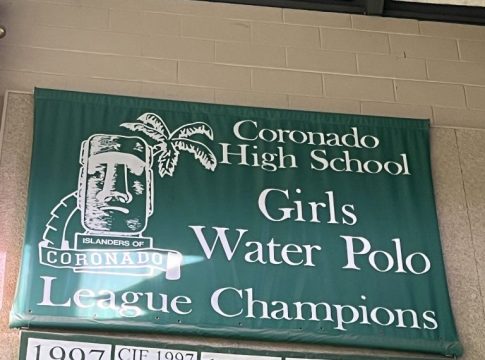 Coronado
High School
Girls
Water Polo
ISLANDERS OF
CORONADO
League Champions
1997 CIF 1997